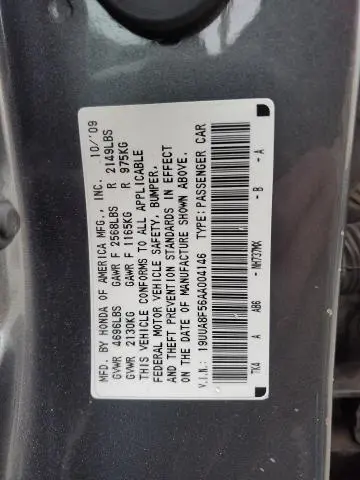 MFD. BY HONDA OF AMERICA MFG., INC. 10/'09
GVWR 4696LBS GAWR F 2568LBS R 2149LBS
GVWR 2130KG GAWR F 1165KG R 975KG
THIS VEHICLE CONFORMS TO ALL APPLICABLE
FEDERAL MOTOR VEHICLE SAFETY, BUMPER,
AND THEFT PREVENTION STANDARDS IN EFFECT
ON THE DATE OF MANUFACTURE SHOWN ABOVE.
V.I.N.: 19UUA8F56AA004146 TYPE: PASSENGER CAR
TK4 A AB6 - NH737MX - B - A